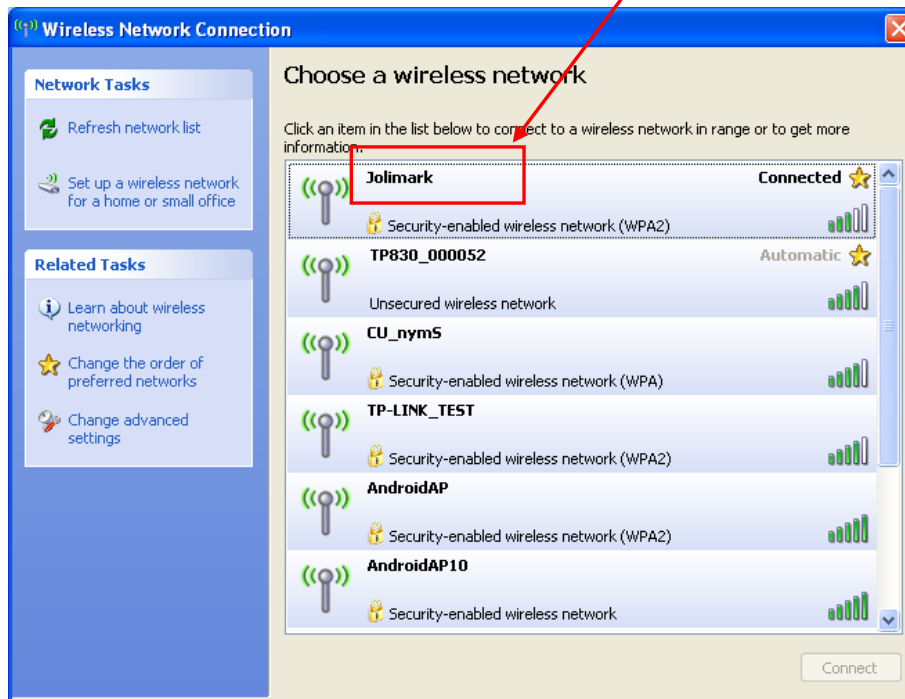 Wireless Network Connection
Network Tasks
Refresh network list
Set up a wireless network
for a home or small office
Related Tasks
Learn about wireless
networking
Change the order of
preferred networks
Change advanced
settings
Choose a wireless network
Click an item in the list below to connect to a wireless network in range or to get more
information.
Jolimark
Connected
Security-enabled wireless network (WPA2)
TP830_000052
Automatic
Unsecured wireless network
CU_nymS
Security-enabled wireless network (WPA)
TP-LINK_TEST
Security-enabled wireless network (WPA2)
AndroidAP
Security-enabled wireless network (WPA2)
AndroidAP10
Security-enabled wireless network
Connect